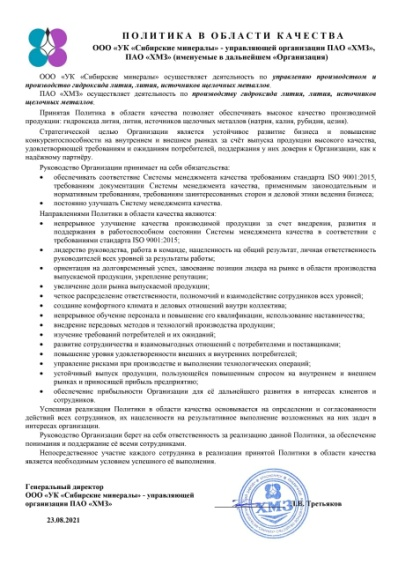 ПОЛИТИКА В ОБЛАСТИ КАЧЕСТВА
ООО «УК «Сибирские минералы» - управляющей организации ПАО «ХМЗ»,
ПАО «ХМЗ» (именуемые в дальнейшем «Организация)
ООО «УК «Сибирские минералы» осуществляет деятельность по управлению производством и
производство гидроксида лития, лития, источников щелочных металлов.
ПАО «ХМЗ» осуществляет деятельность по производству гидроксида лития, лития, источников
щелочных металлов.
Принятая Политика в области качества позволяет обеспечивать высокое качество производимой
продукции: гидроксида лития, лития, источников щелочных металлов (натрия, калия, рубидия, цезия).
Стратегической целью Организации является устойчивое развитие бизнеса и повышение
конкурентоспособности на внутреннем и внешнем рынках за счёт выпуска продукции высокого качества,
удовлетворяющей требованиям и ожиданиям потребителей, поддержания у них доверия к Организации, как к
надёжному партнёру.
Руководство Организации принимает на себя обязательства:
• обеспечивать соответствие Системы менеджмента качества требованиям стандарта ISO 9001:2015,
требованиям документации Системы менеджмента качества, применимым законодательным и
нормативным требованиям, требованиям заинтересованных сторон и деловой этики ведения бизнеса;
• постоянно улучшать Систему менеджмента качества.
Направлениями Политики в области качества являются:
• непрерывное улучшение качества производимой продукции за счет внедрения, развития и
поддержания в работоспособном состоянии Системы менеджмента качества в соответствии с
требованиями стандарта ISO 9001:2015;
• лидерство руководства, работа в команде, нацеленность на общий результат, личная ответственность
руководителей всех уровней за результаты работы;
• ориентация на долговременный успех, завоевание позиции лидера на рынке в области производства
выпускаемой продукции, укрепление репутации;
• увеличение доли рынка выпускаемой продукции;
• четкое распределение ответственности, полномочий и взаимодействие сотрудников всех уровней;
• создание комфортного климата и деловых отношений внутри коллектива;
• непрерывное обучение персонала и повышение его квалификации, использование наставничества;
• внедрение передовых методов и технологий производства продукции;
• изучение требований потребителей и их ожиданий;
• развитие сотрудничества и взаимовыгодных отношений с потребителями и поставщиками;
• повышение уровня удовлетворенности внешних и внутренних потребителей;
• управление рисками при производстве и выполнении технологических операций;
• устойчивый выпуск продукции, пользующейся повышенным спросом на внутреннем и внешнем
рынках и приносящей прибыль предприятию;
• обеспечение прибыльности Организации для её дальнейшего развития в интересах клиентов и
сотрудников.
Успешная реализация Политики в области качества основывается на определении и согласованности
действий всех сотрудников, их нацеленности на результативное выполнение возложенных на них задач в
интересах организации.
Руководство Организации берет на себя ответственность за реализацию данной Политики, за обеспечение
понимания и поддержание её всеми сотрудниками.
Непосредственное участие каждого сотрудника в реализации принятой Политики в области качества
является необходимым условием успешного её выполнения.
Генеральный директор
ООО «УК «Сибирские минералы» - управляющей
организации ПАО «ХМЗ»
Третьяков
23.08.2021
ХМЗ